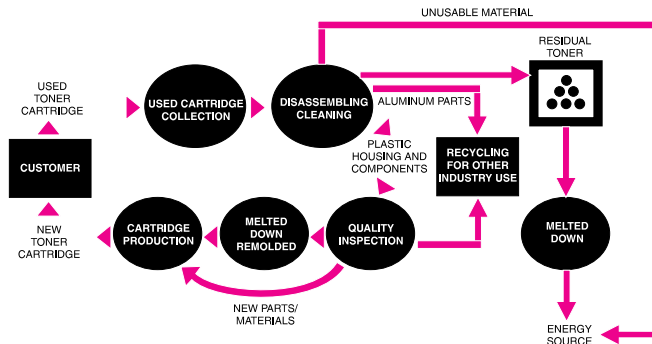 UNUSABLE MATERIAL
RESIDUAL
TONER
USED
TONER
CARTRIDGE
USED CARTRIDGE
COLLECTION
DISASSEMBLING
CLEANING
ALUMINUM PARTS
CUSTOMER
PLASTIC
HOUSING AND
COMPONENTS
RECYCLING
FOR OTHER
INDUSTRY USE
NEW
TONER
CARTRIDGE
CARTRIDGE
PRODUCTION
MELTED
DOWN
REMOLDED
QUALITY
INSPECTION
MELTED
DOWN
NEW PARTS/
MATERIALS
ENERGY
SOURCE